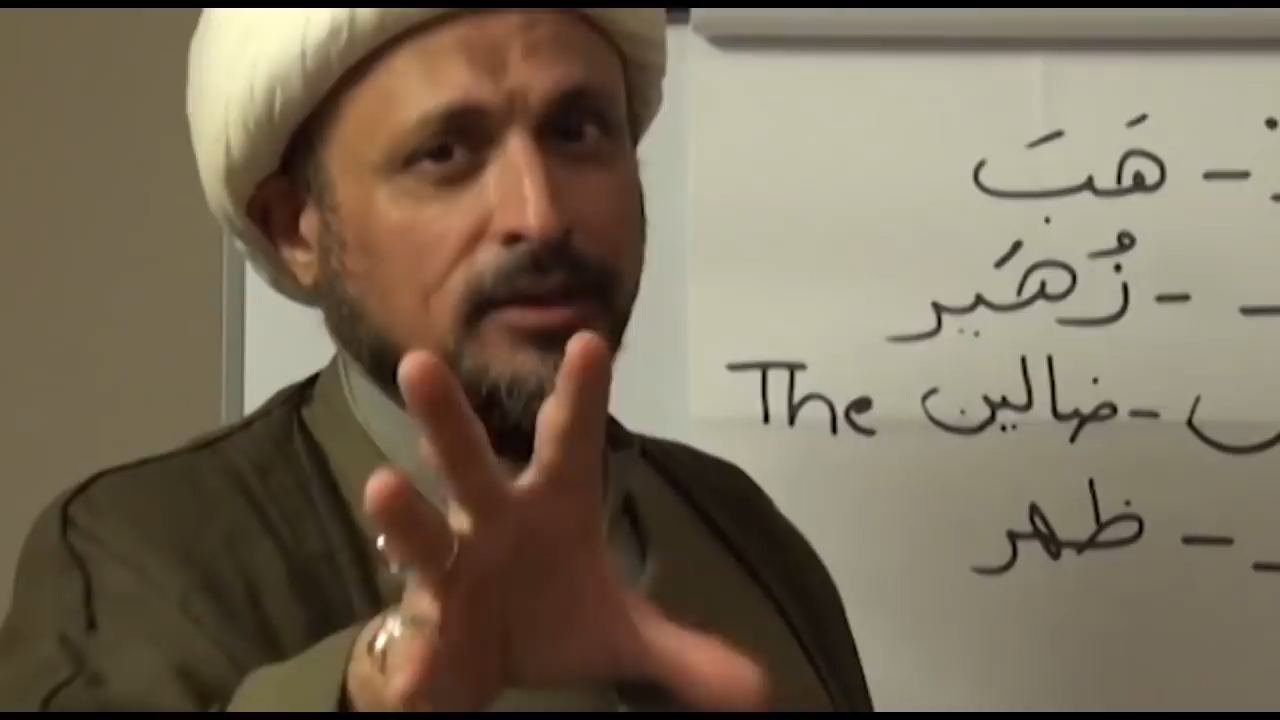 - هَبَ
- زُهَير
- ضالين The
- ظهر